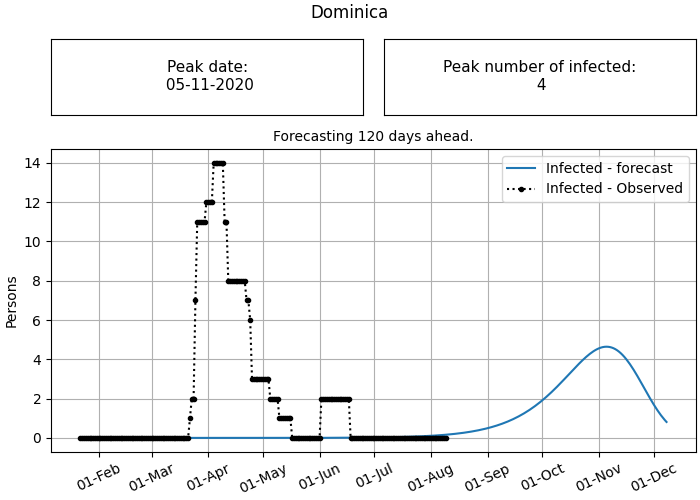 Dominica
Peak date:
05-11-2020
Peak number of infected:
4
Forecasting 120 days ahead.
Infected - forecast
Infected - Observed
Persons
14
12
10
8
6
4
2
0
01-Feb
01-Mar
01-Apr
01-May
01-Jun
01-Jul
01-Aug
01-Sep
01-Oct
01-Nov
01-Dec